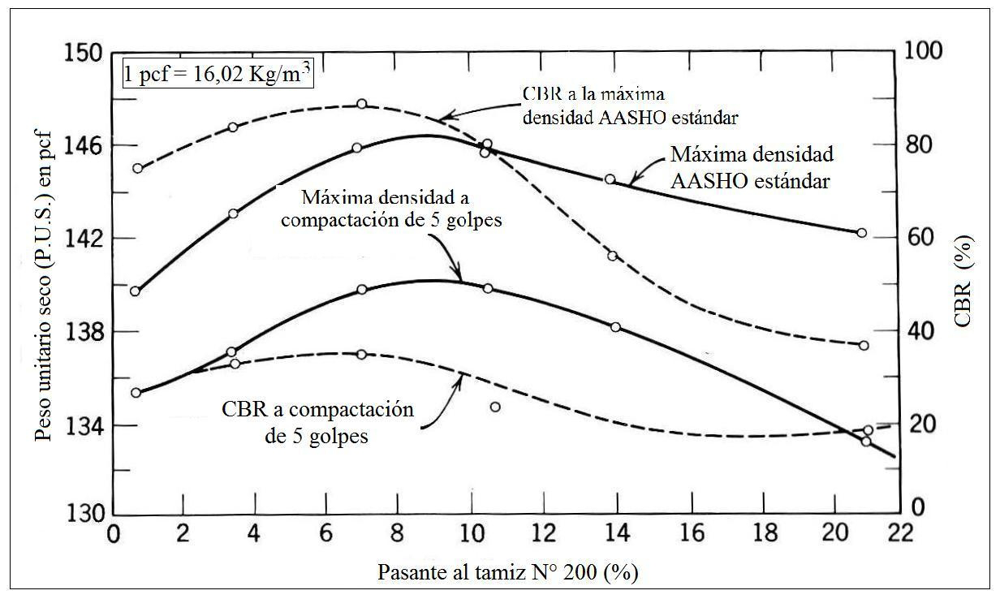 150
100
1 pcf = 16,02 Kg/m³
CBR a la máxima
densidad AASHO estándar
146
80
Máxima densidad
AASHO estándar
Máxima densidad a
compactación de 5 golpes
142
60
138
40
CBR a compactación
de 5 golpes
134
20
130
0
Peso unitario seco (P.U.S.) en pcf
CBR (%)
0 2 4 6 8 10 12 14 16 18 20 22
Pasante al tamiz N° 200 (%)